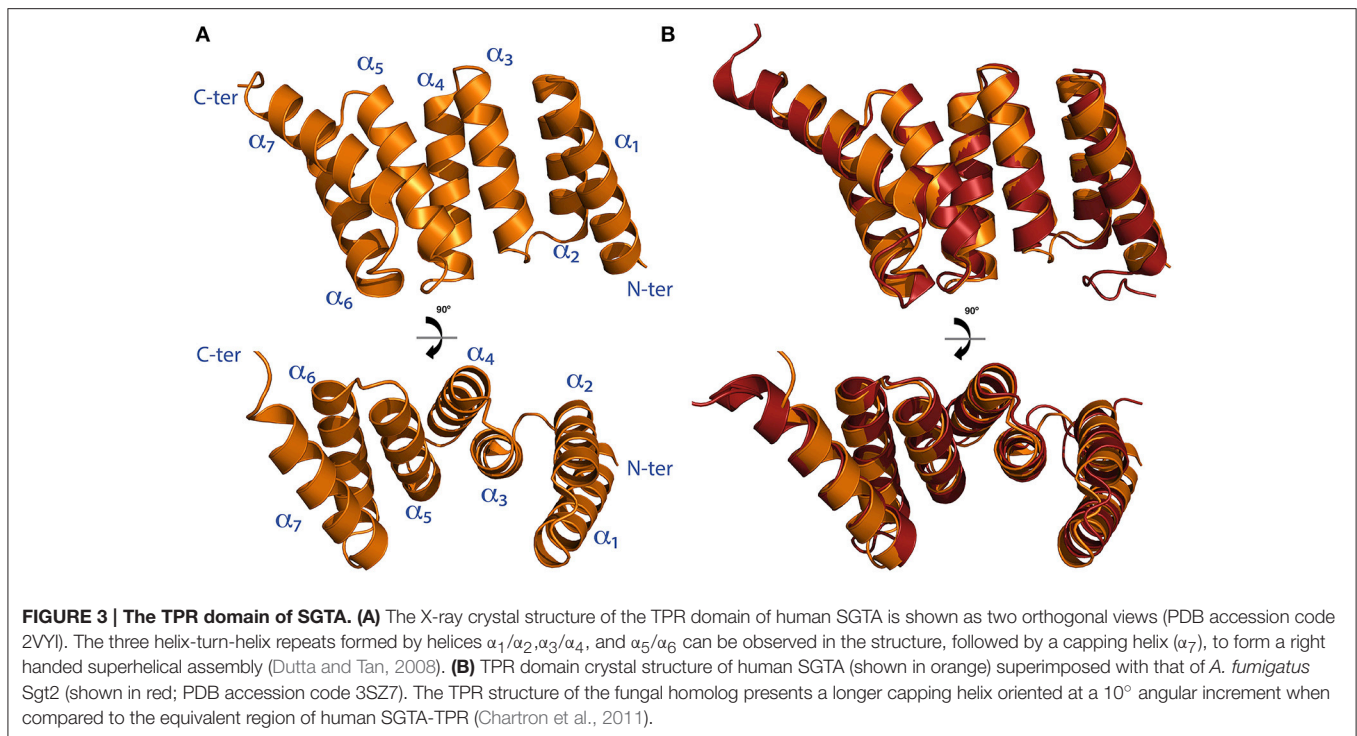 A
B
α3
α5
α4
C-ter
α7
α1
α2
α6
N-ter
90°
90°
C-ter
α4
α6
α2
N-ter
α3
α5
α7
α1
FIGURE 3 | The TPR domain of SGTA. (A) The X-ray crystal structure of the TPR domain of human SGTA is shown as two orthogonal views (PDB accession code
2VYI). The three helix-turn-helix repeats formed by helices α1/α2,α3/α4, and α5/α6 can be observed in the structure, followed by a capping helix (α7), to form a right
handed superhelical assembly (Dutta and Tan, 2008). (B) TPR domain crystal structure of human SGTA (shown in orange) superimposed with that of A. fumigatus
Sgt2 (shown in red; PDB accession code 3SZ7). The TPR structure of the fungal homolog presents a longer capping helix oriented at a 10° angular increment when
compared to the equivalent region of human SGTA-TPR (Chartron et al., 2011).